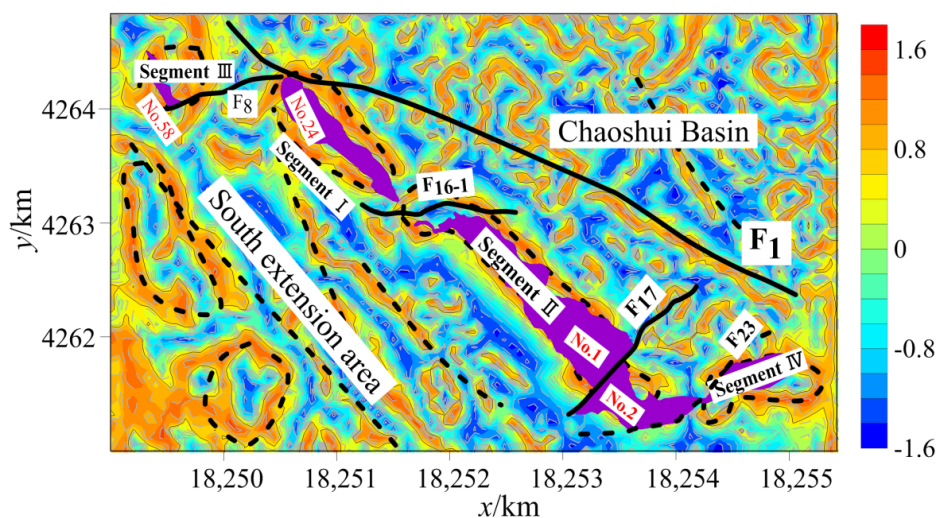 Segment Ⅲ
F8
No.58
No.24
Segment Ⅰ
F16-1
Chaoshui Basin
F1
South extension area
Segment Ⅱ
F17
No.1
No.2
F23
Segment Ⅳ
4264
4263
4262
y/km
18,250
18,251
18,252
18,253
18,254
18,255
x/km
1.6
0.8
0
-0.8
-1.6